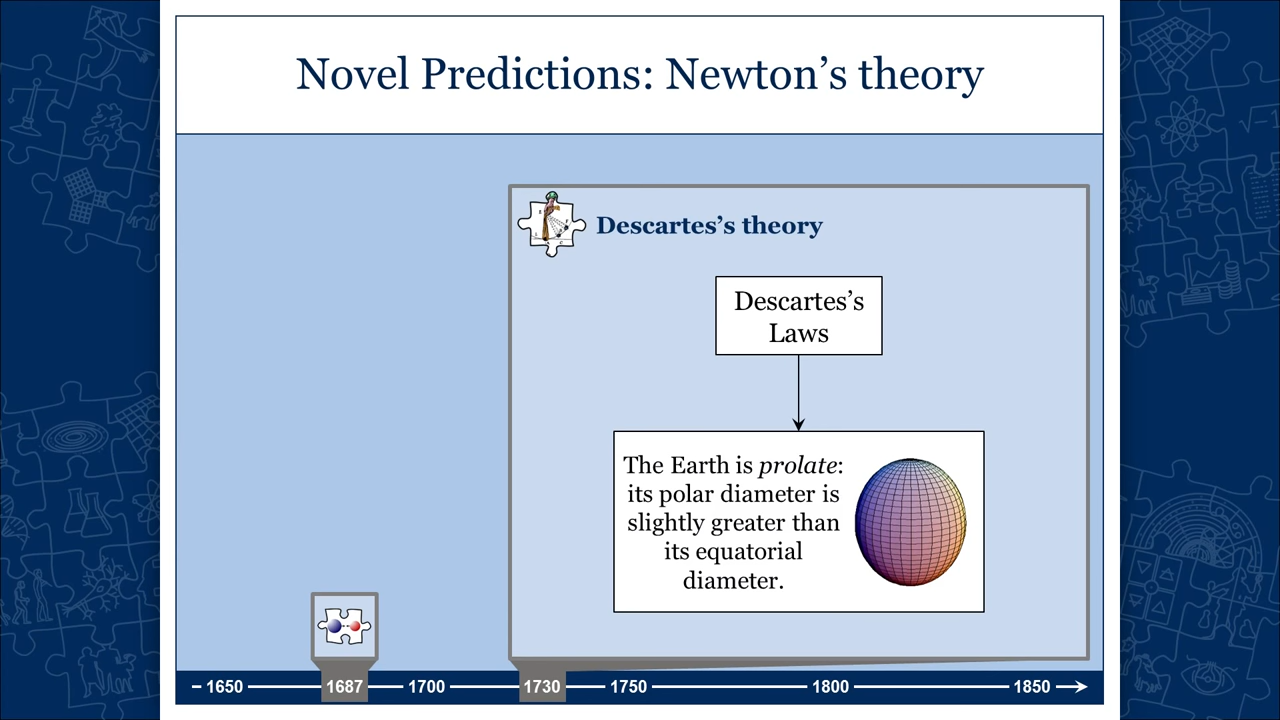 Novel Predictions: Newton’s theory
Descartes’s theory
Descartes’s
Laws
The Earth is prolate:
its polar diameter is
slightly greater than
its equatorial
diameter.
1650 1687 1700 1730 1750 1800 1850